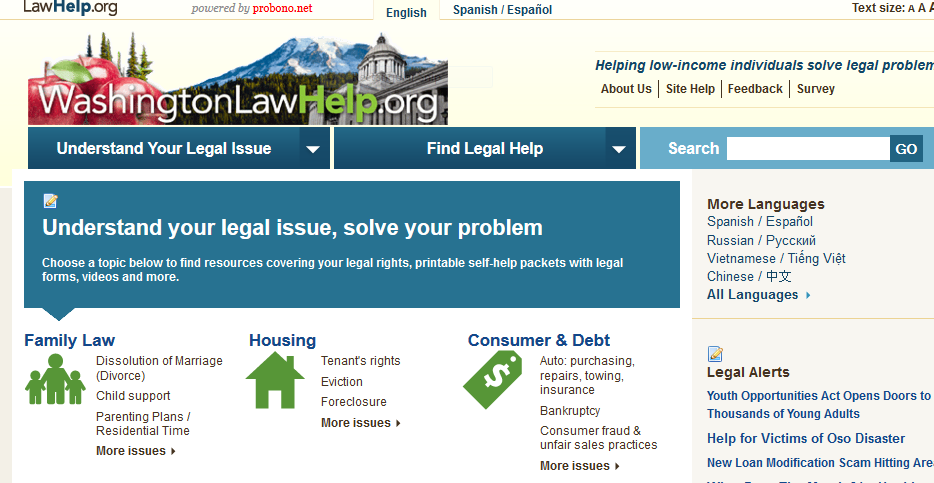 LawHelp.org
powered by probono.net
English
Spanish / Español
Text size: A A A
WashingtonLawHelp.org
Helping low-income individuals solve legal problem
About Us
Site Help
Feedback
Survey
Understand Your Legal Issue
Find Legal Help
Search
GO
Understand your legal issue, solve your problem
Choose a topic below to find resources covering your legal rights, printable self-help packets with legal
forms, videos and more.
Family Law
Dissolution of Marriage
(Divorce)
Child support
Parenting Plans /
Residential Time
More issues
Housing
Tenant's rights
Eviction
Foreclosure
More issues
Consumer & Debt
Auto: purchasing,
repairs, towing,
insurance
Bankruptcy
Consumer fraud &
unfair sales practices
More issues
More Languages
Spanish / Español
Russian / Русский
Vietnamese / Tiếng Việt
Chinese / 中文
All Languages
Legal Alerts
Youth Opportunities Act Opens Doors to
Thousands of Young Adults
Help for Victims of Oso Disaster
New Loan Modification Scam Hitting Area